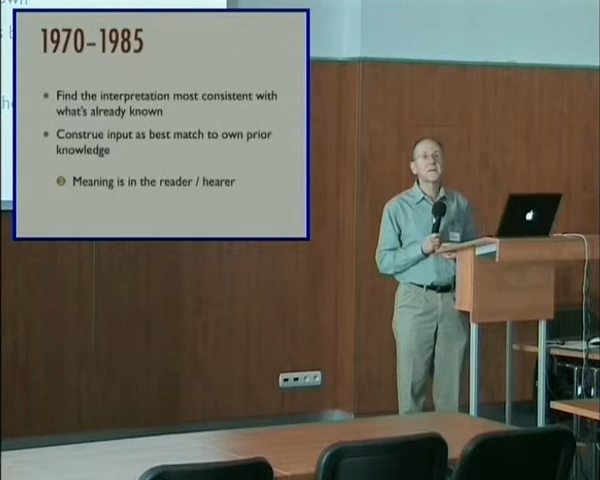 1970–1985
• Find the interpretation most consistent with
what's already known
• Construe input as best match to own prior
knowledge
Meaning is in the reader / hearer